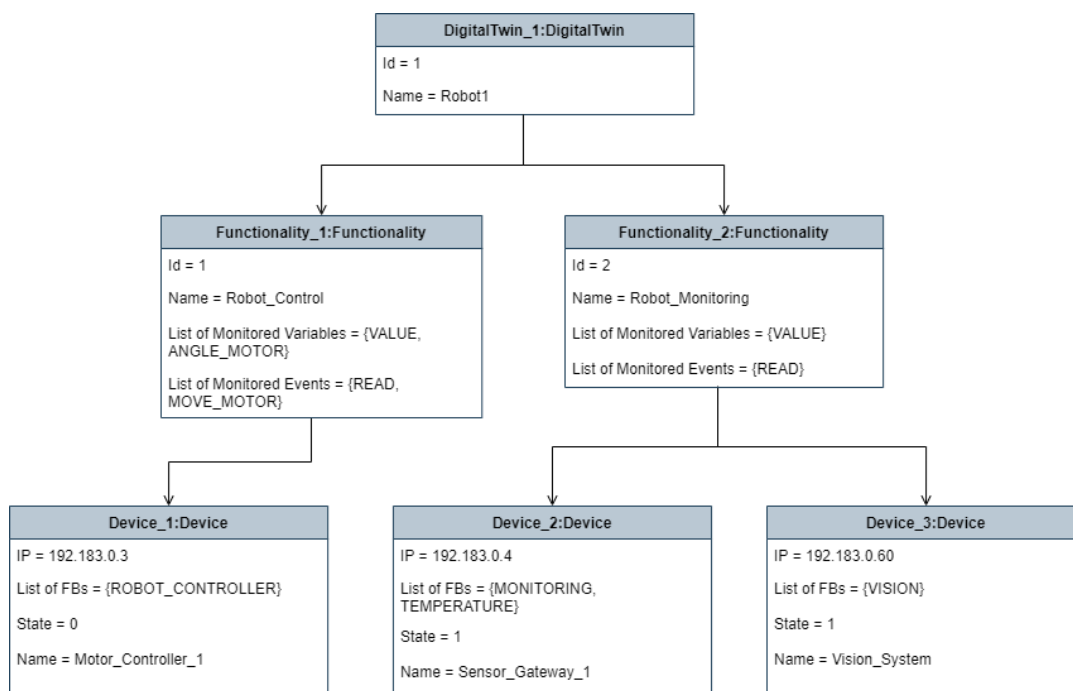 DigitalTwin_1:DigitalTwin
Id = 1
Name = Robot1
Functionality_1:Functionality
Id = 1
Name = Robot_Control
List of Monitored Variables = {VALUE,
ANGLE_MOTOR}
List of Monitored Events = {READ,
MOVE_MOTOR}
Functionality_2:Functionality
Id = 2
Name = Robot_Monitoring
List of Monitored Variables = {VALUE}
List of Monitored Events = {READ}
Device_1:Device
IP = 192.183.0.3
List of FBs = {ROBOT_CONTROLLER}
State = 0
Name = Motor_Controller_1
Device_2:Device
IP = 192.183.0.4
List of FBs = {MONITORING,
TEMPERATURE}
State = 1
Name = Sensor_Gateway_1
Device_3:Device
IP = 192.183.0.60
List of FBs = {VISION}
State = 1
Name = Vision_System